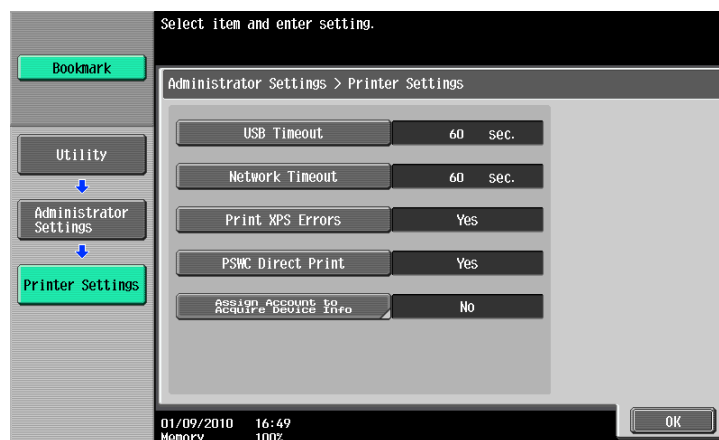 Select item and enter setting.
Bookmark
Administrator Settings > Printer Settings
USB Timeout 60 sec.
Utility
Network Timeout 60 sec.
Administrator
Settings
Print XPS Errors Yes
PSWC Direct Print Yes
Printer Settings
Assign Account to
Acquire Device Info No
OK
01/09/2010 16:49
Memory 100%